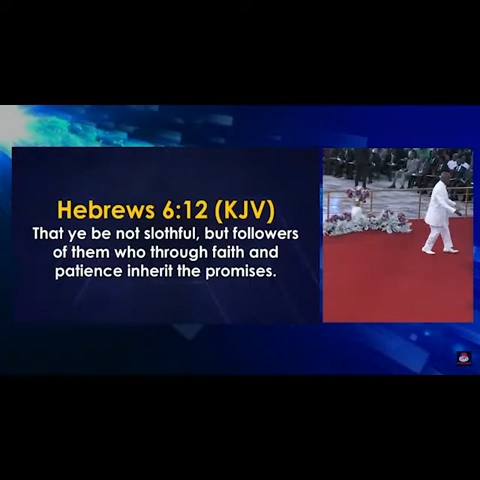 Hebrews 6:12 (KJV)
That ye be not slothful, but followers
of them who through faith and
patience inherit the promises.